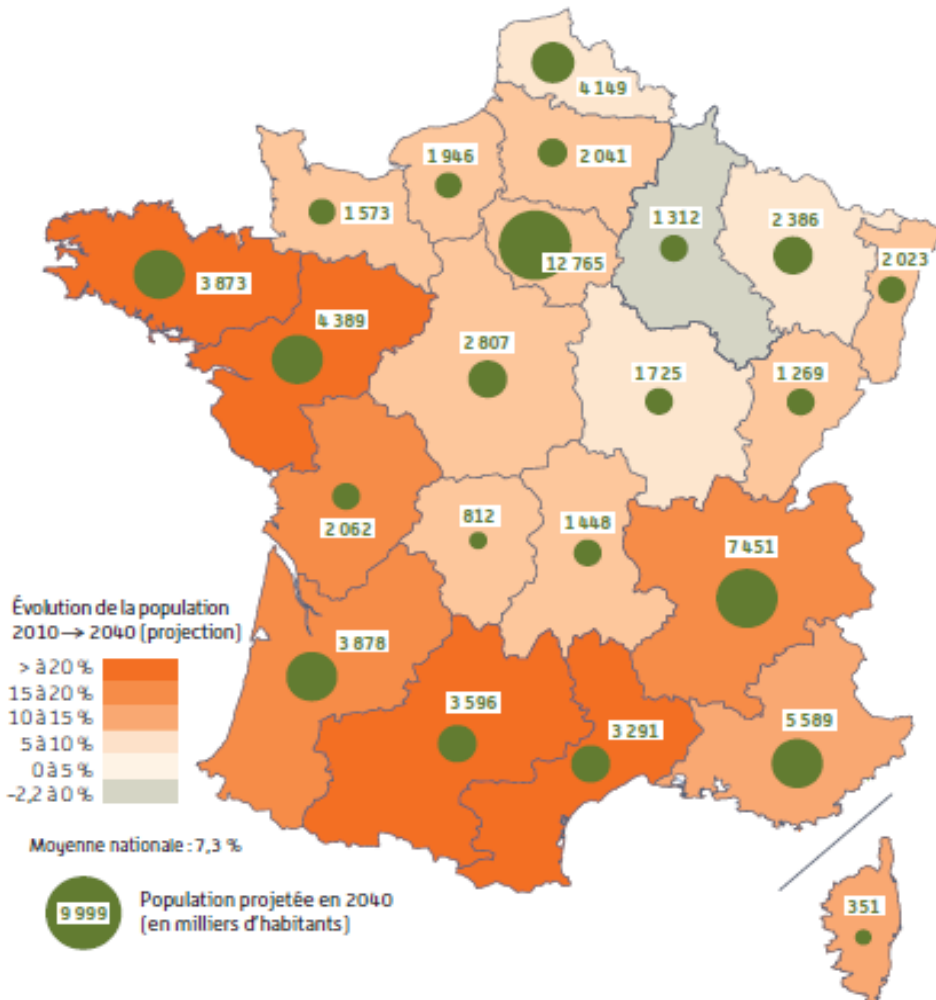 4 149
1 946
2 041
1 573
1 312
2 386
12 765
2 023
3 873
4 389
2 807
1 725
1 269
2 062
812
1 448
7 451
3 878
3 596
3 291
5 589
351
Évolution de la population
2010 → 2040 (projection)
> à 20 %
15 à 20 %
10 à 15 %
5 à 10 %
0 à 5 %
-2,2 à 0 %
Moyenne nationale : 7,3 %
9 999
Population projetée en 2040
(en milliers d'habitants)